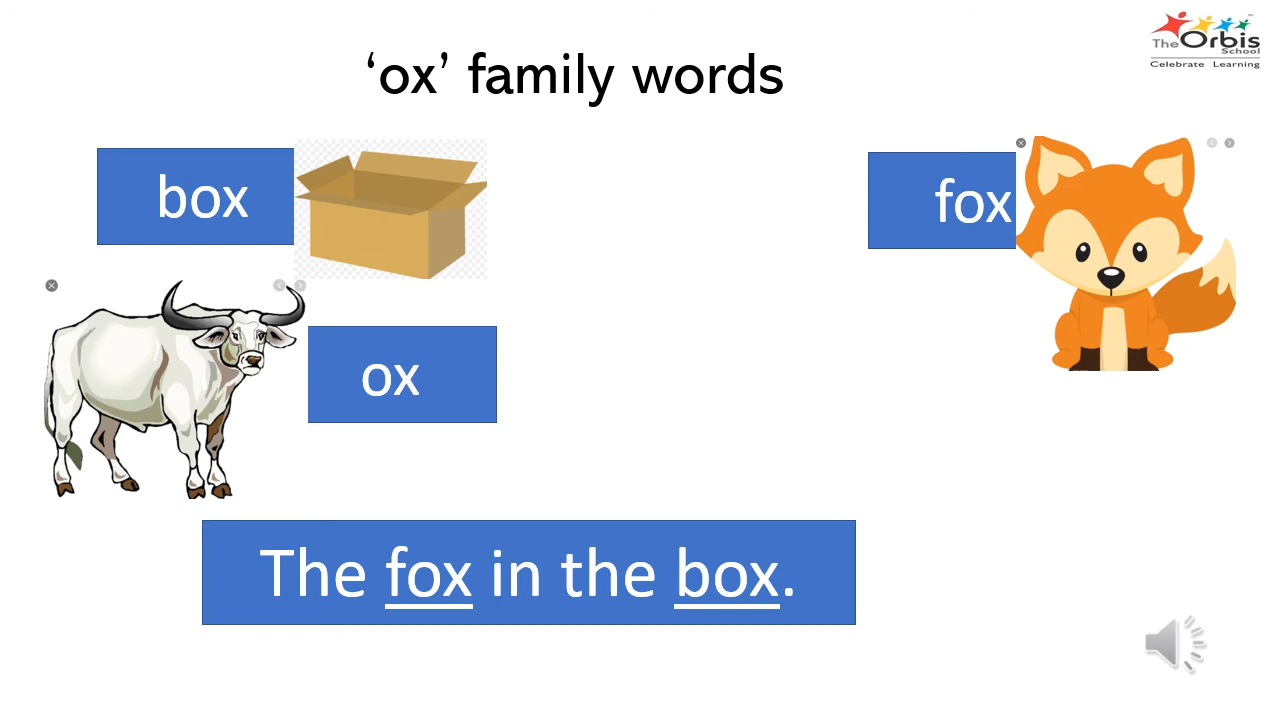 ‘ox’ family words
The Orbis
School
Celebrate Learning
box
fox
ox
The fox in the box.